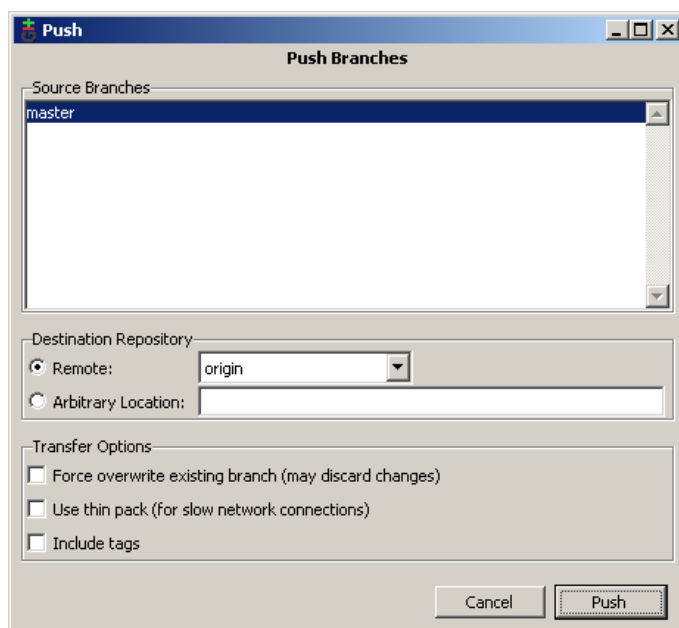 Push
Push Branches
Source Branches
master
Destination Repository
Remote: origin
Arbitrary Location:
Transfer Options
Force overwrite existing branch (may discard changes)
Use thin pack (for slow network connections)
Include tags
Cancel Push